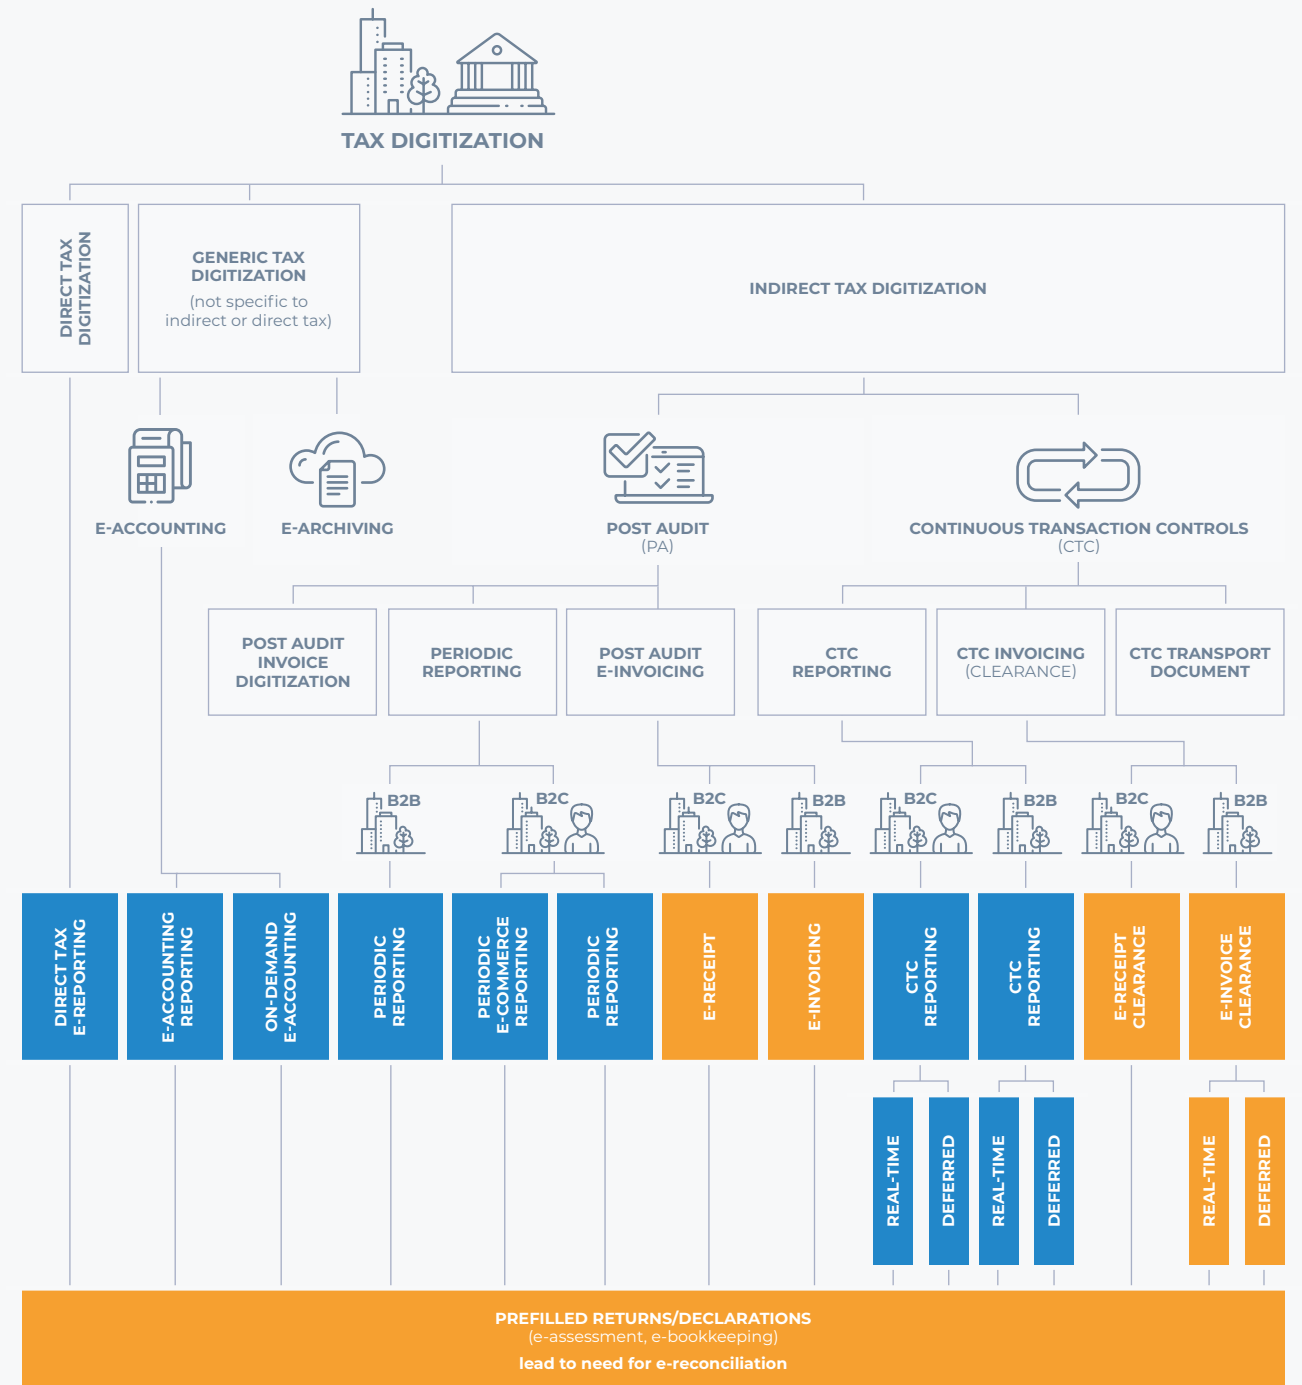 TAX DIGITIZATION
DIRECT TAX
DIGITIZATION
GENERIC TAX
DIGITIZATION
(not specific to
indirect or direct tax)
INDIRECT TAX DIGITIZATION
E-ACCOUNTING
E-ARCHIVING
POST AUDIT
(PA)
CONTINUOUS TRANSACTION CONTROLS
(CTC)
POST AUDIT
INVOICE
DIGITIZATION
PERIODIC
REPORTING
POST AUDIT
E-INVOICING
CTC
REPORTING
CTC INVOICING
(CLEARANCE)
CTC TRANSPORT
DOCUMENT
B2B
B2C
B2C
B2B
B2C
B2B
B2C
B2B
DIRECT TAX
E-REPORTING
E-ACCOUNTING
REPORTING
ON-DEMAND
E-ACCOUNTING
PERIODIC
REPORTING
PERIODIC
E-COMMERCE
REPORTING
PERIODIC
REPORTING
E-RECEIPT
E-INVOICING
CTC
REPORTING
CTC
REPORTING
E-RECEIPT
CLEARANCE
E-INVOICE
CLEARANCE
REAL-TIME
DEFERRED
REAL-TIME
DEFERRED
REAL-TIME
DEFERRED
PREFILLED RETURNS/DECLARATIONS
(e-assessment, e-bookkeeping)
lead to need for e-reconciliation